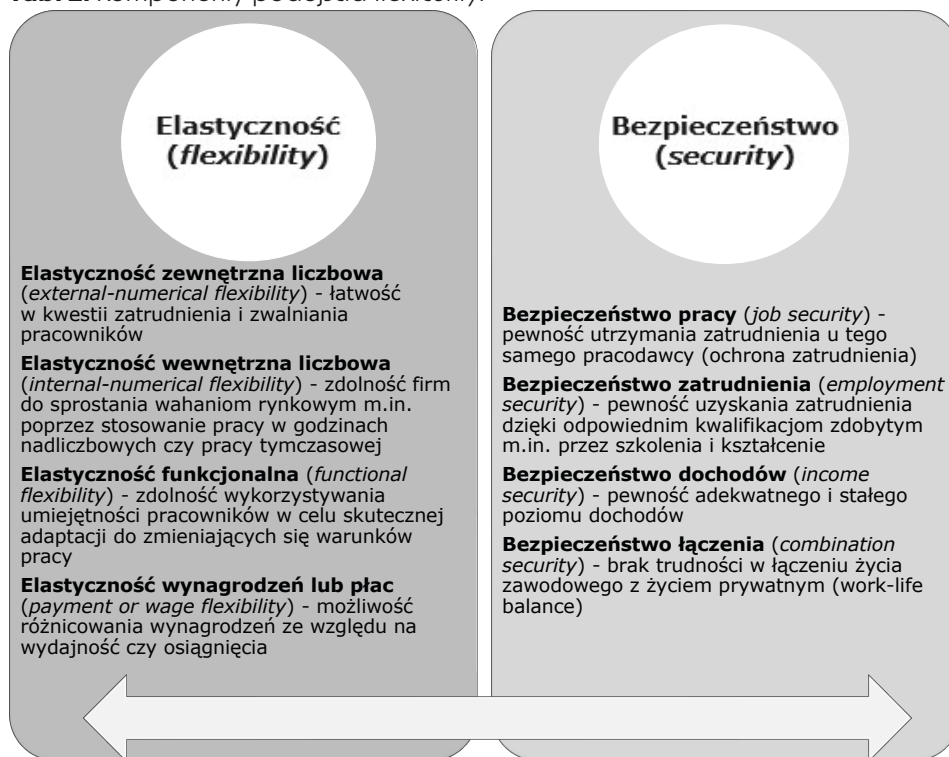 Elastyczność
(flexibility)
Elastyczność zewnętrzna liczbowa
(external-numerical flexibility) - łatwość
w kwestii zatrudnienia i zwalniania
pracowników
Elastyczność wewnętrzna liczbowa
(internal-numerical flexibility) - zdolność firm
do sprostania wahaniom rynkowym m.in.
poprzez stosowanie pracy w godzinach
nadliczbowych czy pracy tymczasowej
Elastyczność funkcjonalna (functional
flexibility) - zdolność wykorzystywania
umiejętności pracowników w celu skutecznej
adaptacji do zmieniających się warunków
pracy
Elastyczność wynagrodzeń lub płac
(payment or wage flexibility) - możliwość
różnicowania wynagrodzeń ze względu na
wydajność czy osiągnięcia
Bezpieczeństwo
(security)
Bezpieczeństwo pracy (job security) -
pewność utrzymania zatrudnienia u tego
samego pracodawcy (ochrona zatrudnienia)
Bezpieczeństwo zatrudnienia (employment
security) - pewność uzyskania zatrudnienia
dzięki odpowiednim kwalifikacjom zdobytym
m.in. przez szkolenia i kształcenie
Bezpieczeństwo dochodów (income
security) - pewność adekwatnego i stałego
poziomu dochodów
Bezpieczeństwo łączenia (combination
security) - brak trudności w łączeniu życia
zawodowego z życiem prywatnym (work-life
balance)